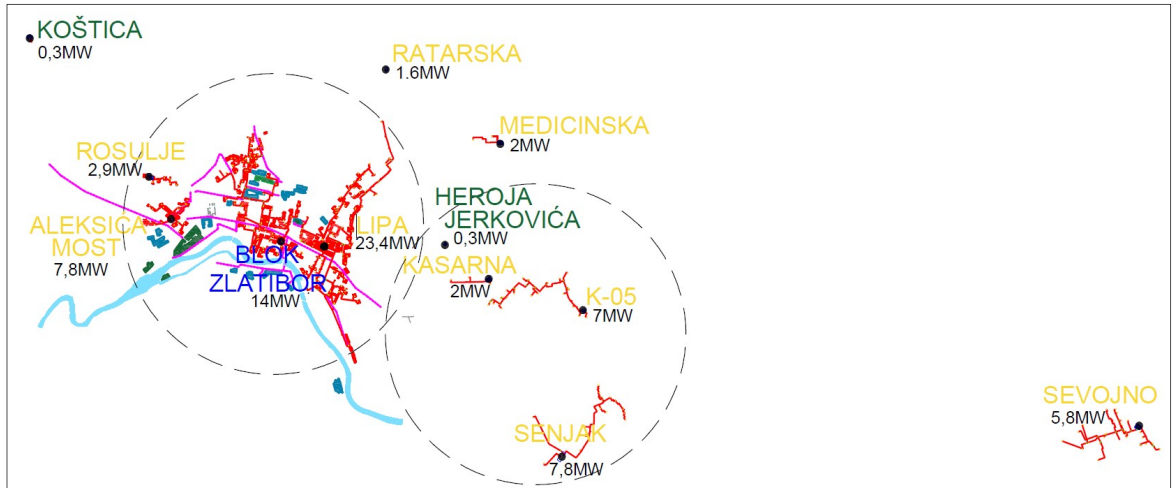 KOŠTICA
0,3MW
RATARSKA
1.6MW
MEDICINSKA
2MW
ROSULJE
2,9MW
ALEKSIĆA
MOST
7,8MW
LIPA
23,4MW
BLOK
ZLATIBOR
14MW
HEROJA
JERKOVIĆA
0,3MW
KASARNA
2MW
K-05
7MW
SENJAK
7,8MW
SEVOJNO
5,8MW